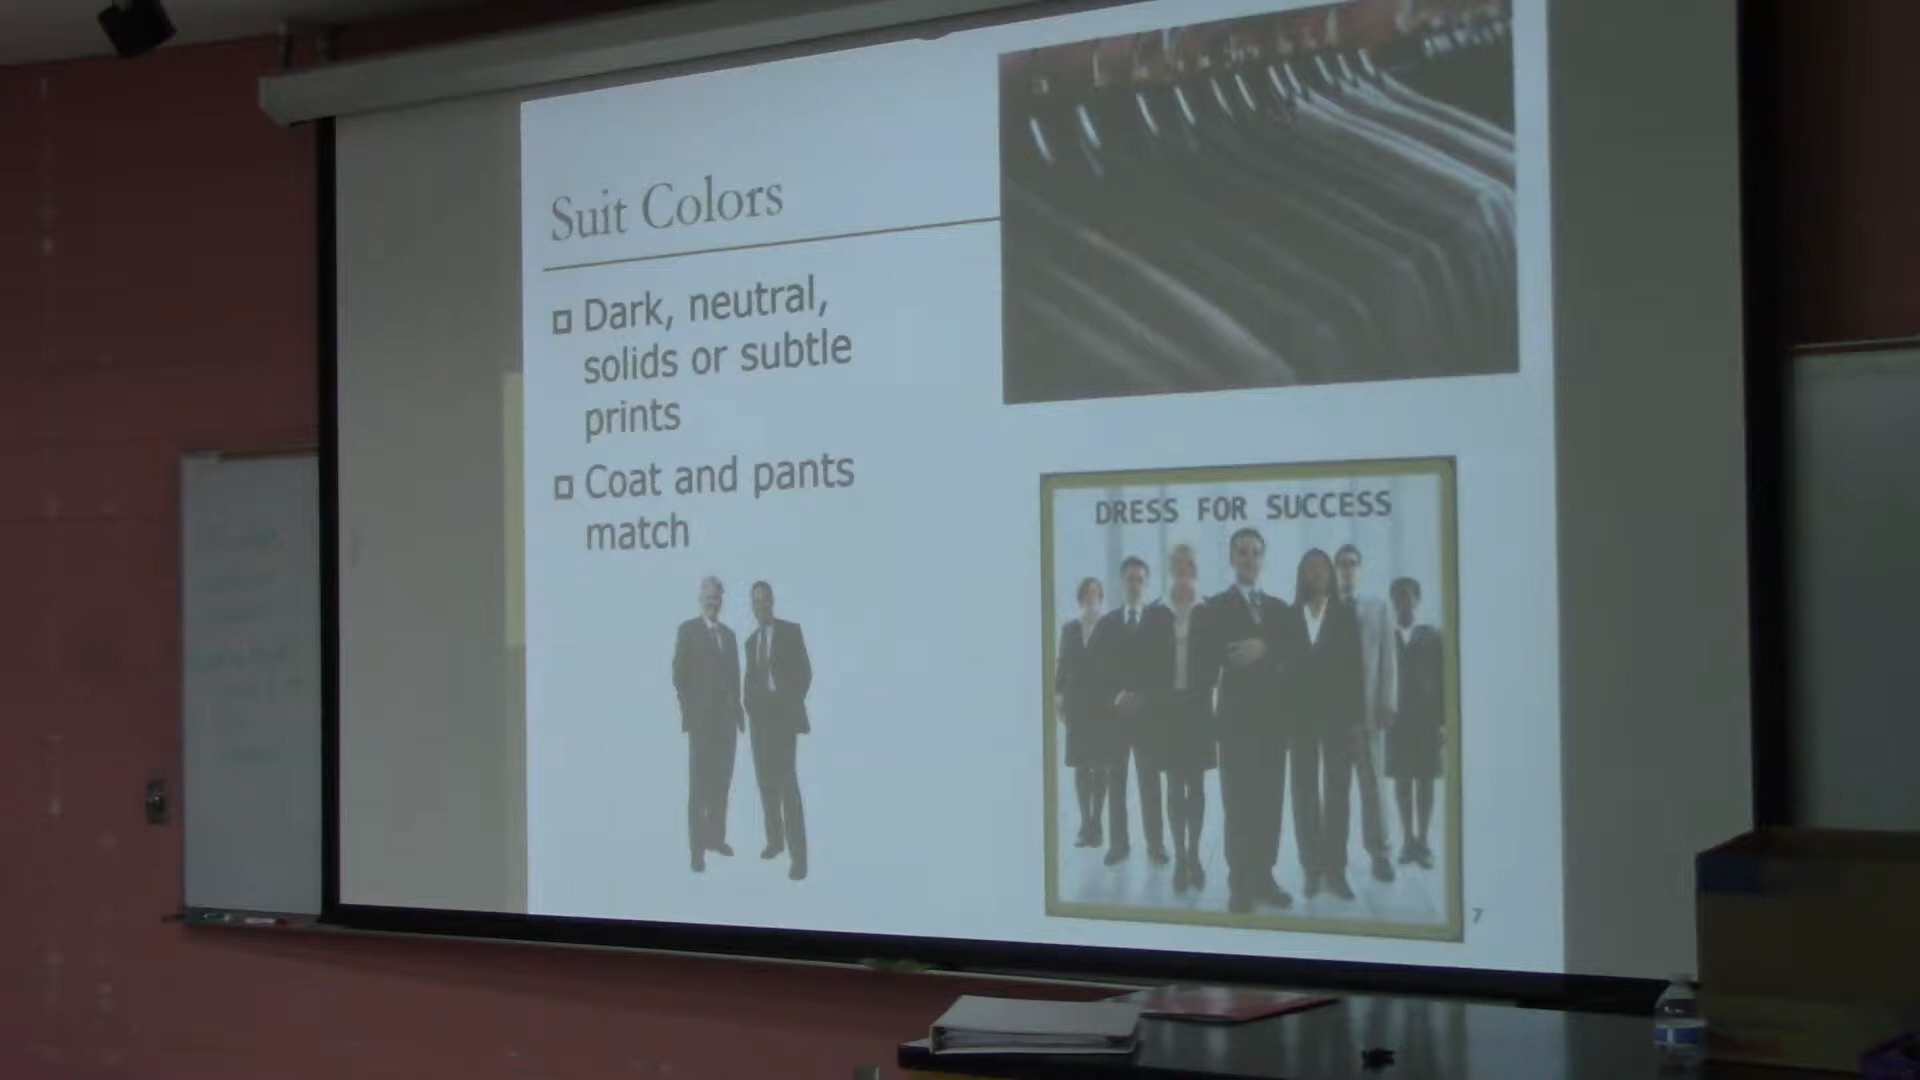 Suit Colors
Dark, neutral,
solids or subtle
prints
Coat and pants
match
DRESS FOR SUCCESS
7